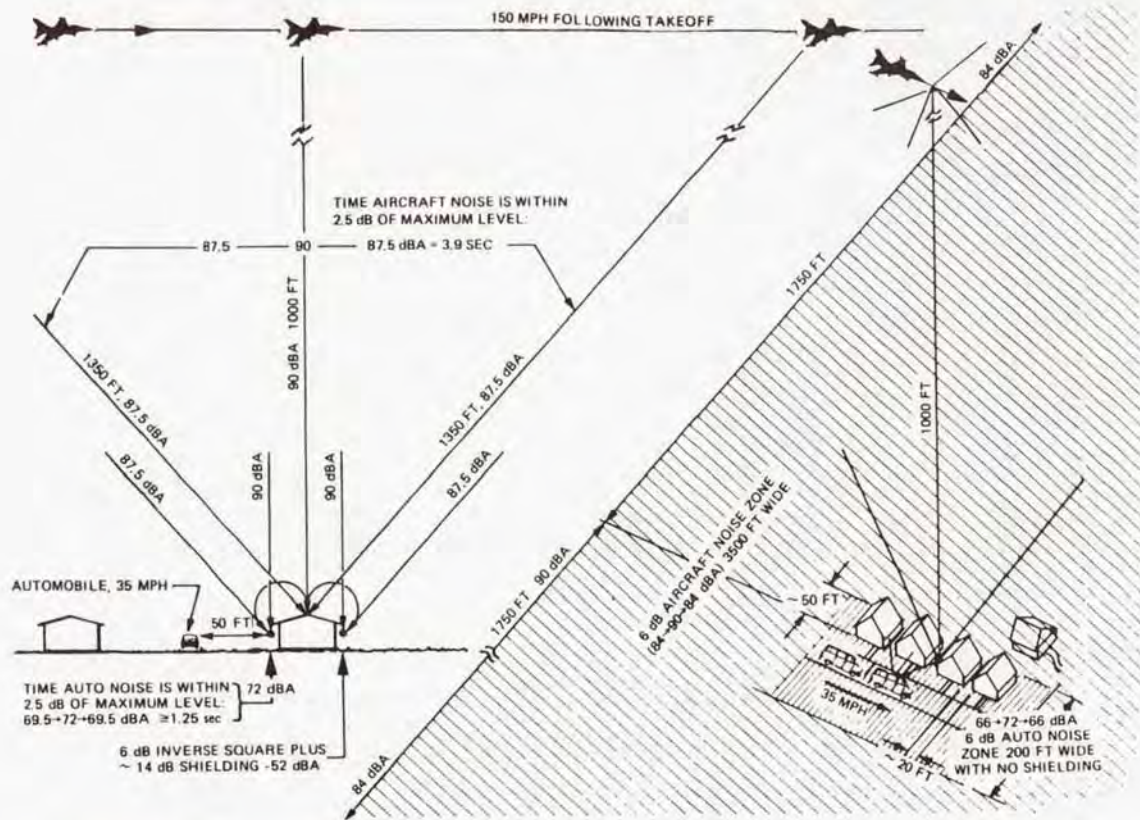 150 MPH FOLLOWING TAKEOFF
84 dBA
TIME AIRCRAFT NOISE IS WITHIN
2.5 dB OF MAXIMUM LEVEL:
87.5
90
87.5 dBA = 3.9 SEC
90 dBA 1000 FT
1750 FT
1000 FT
1350 FT, 87.5 dBA
1350 FT, 87.5 dBA
87.5 dBA
90 dBA
90 dBA
87.5 dBA
AUTOMOBILE, 35 MPH
50 FT
1750 FT 90 dBA
6 dB AIRCRAFT NOISE ZONE
(84→90→84 dBA) 3500 FT WIDE
~ 50 FT
35 MPH
~ 20 FT
66→72→66 dBA
6 dB AUTO NOISE
ZONE 200 FT WIDE
WITH NO SHIELDING
TIME AUTO NOISE IS WITHIN
2.5 dB OF MAXIMUM LEVEL:
69.5→72→69.5 dBA ≥1.25 sec
72 dBA
6 dB INVERSE SQUARE PLUS
~ 14 dB SHIELDING -52 dBA
84 dBA